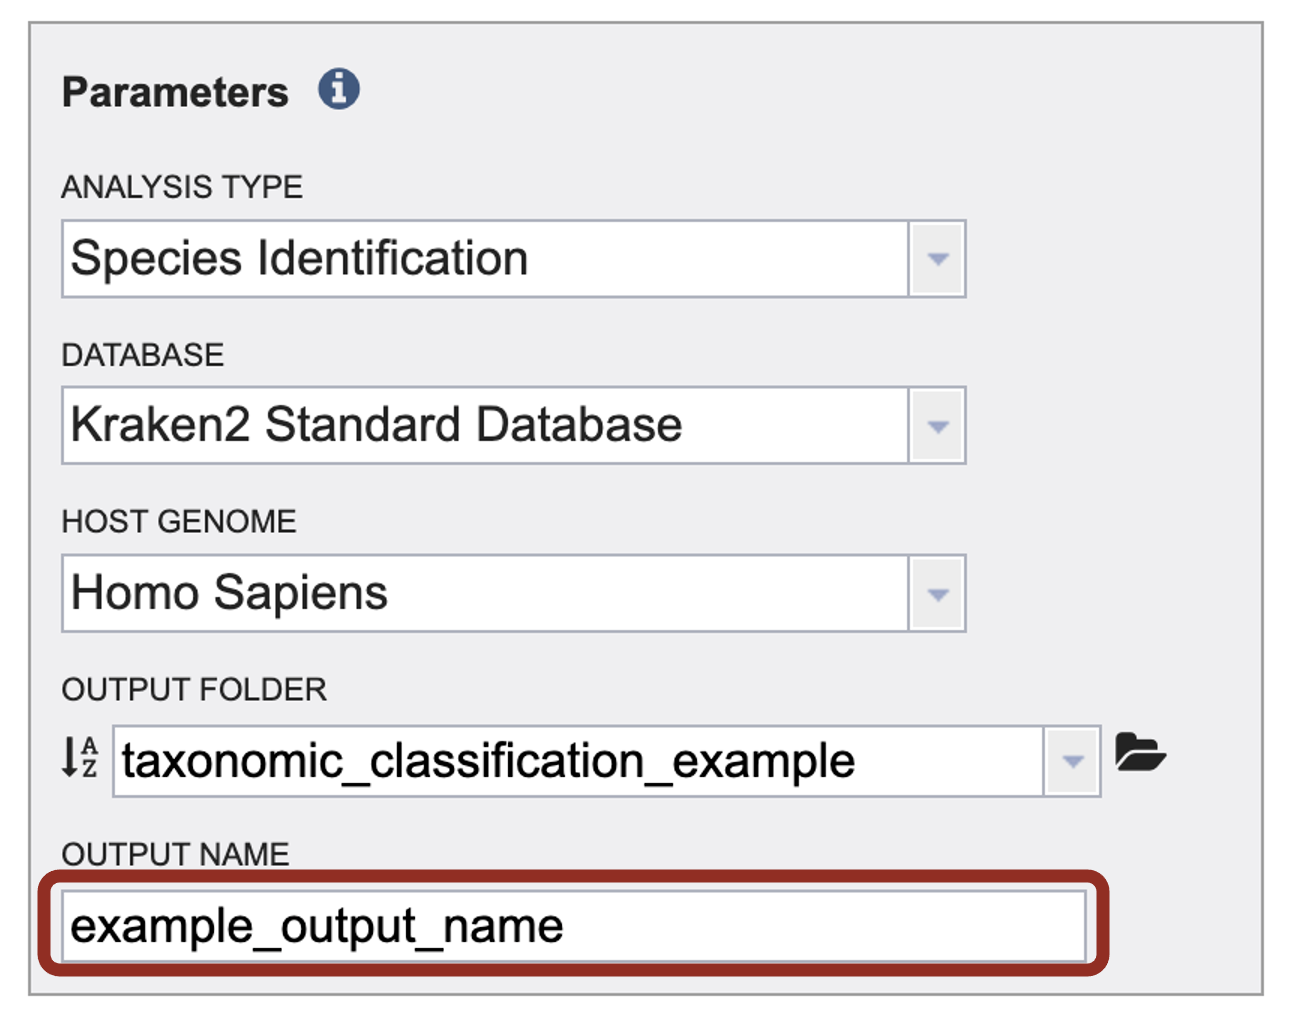 Parameters
ANALYSIS TYPE
Species Identification
DATABASE
Kraken2 Standard Database
HOST GENOME
Homo Sapiens
OUTPUT FOLDER
taxonomic_classification_example
OUTPUT NAME
example_output_name